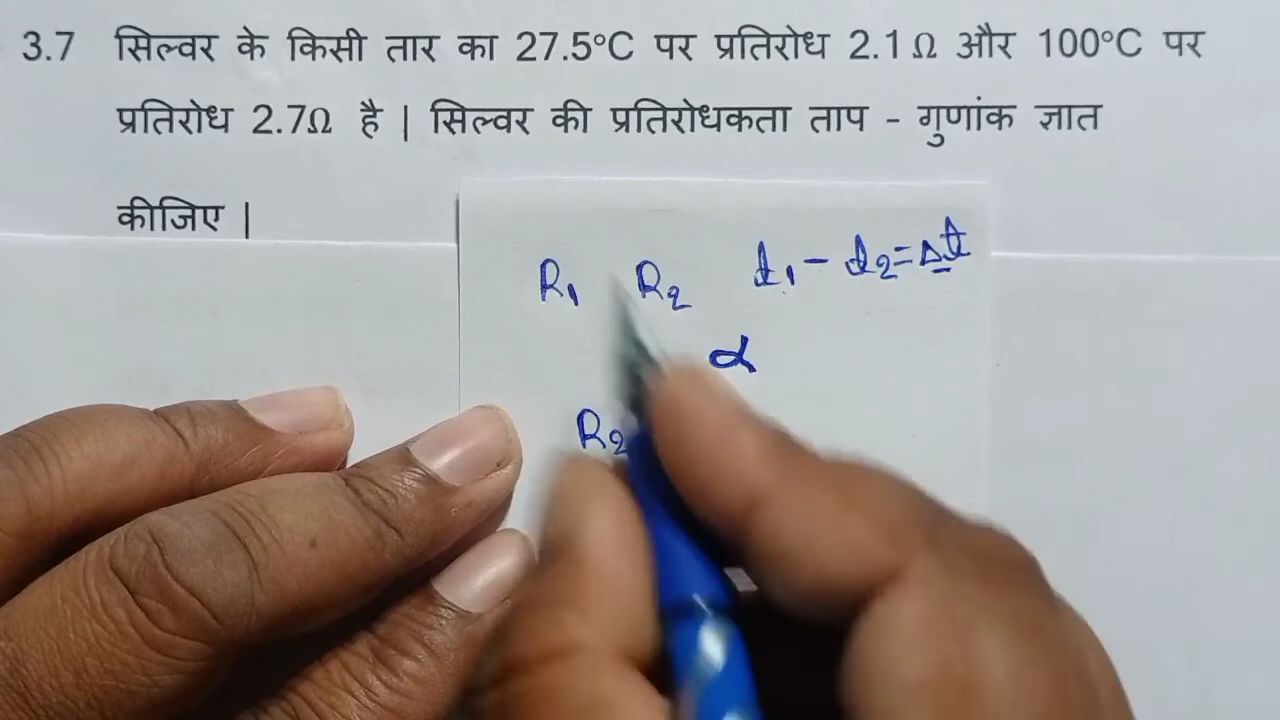 3.7 सिल्वर के किसी तार का 27.5°C पर प्रतिरोध 2.1Ω और 100°C पर
प्रतिरोध 2.7Ω है | सिल्वर की प्रतिरोधकता ताप - गुणांक ज्ञात
कीजिए |
R₁ R₂ t₁ - t₂ = Δt
α
R₂